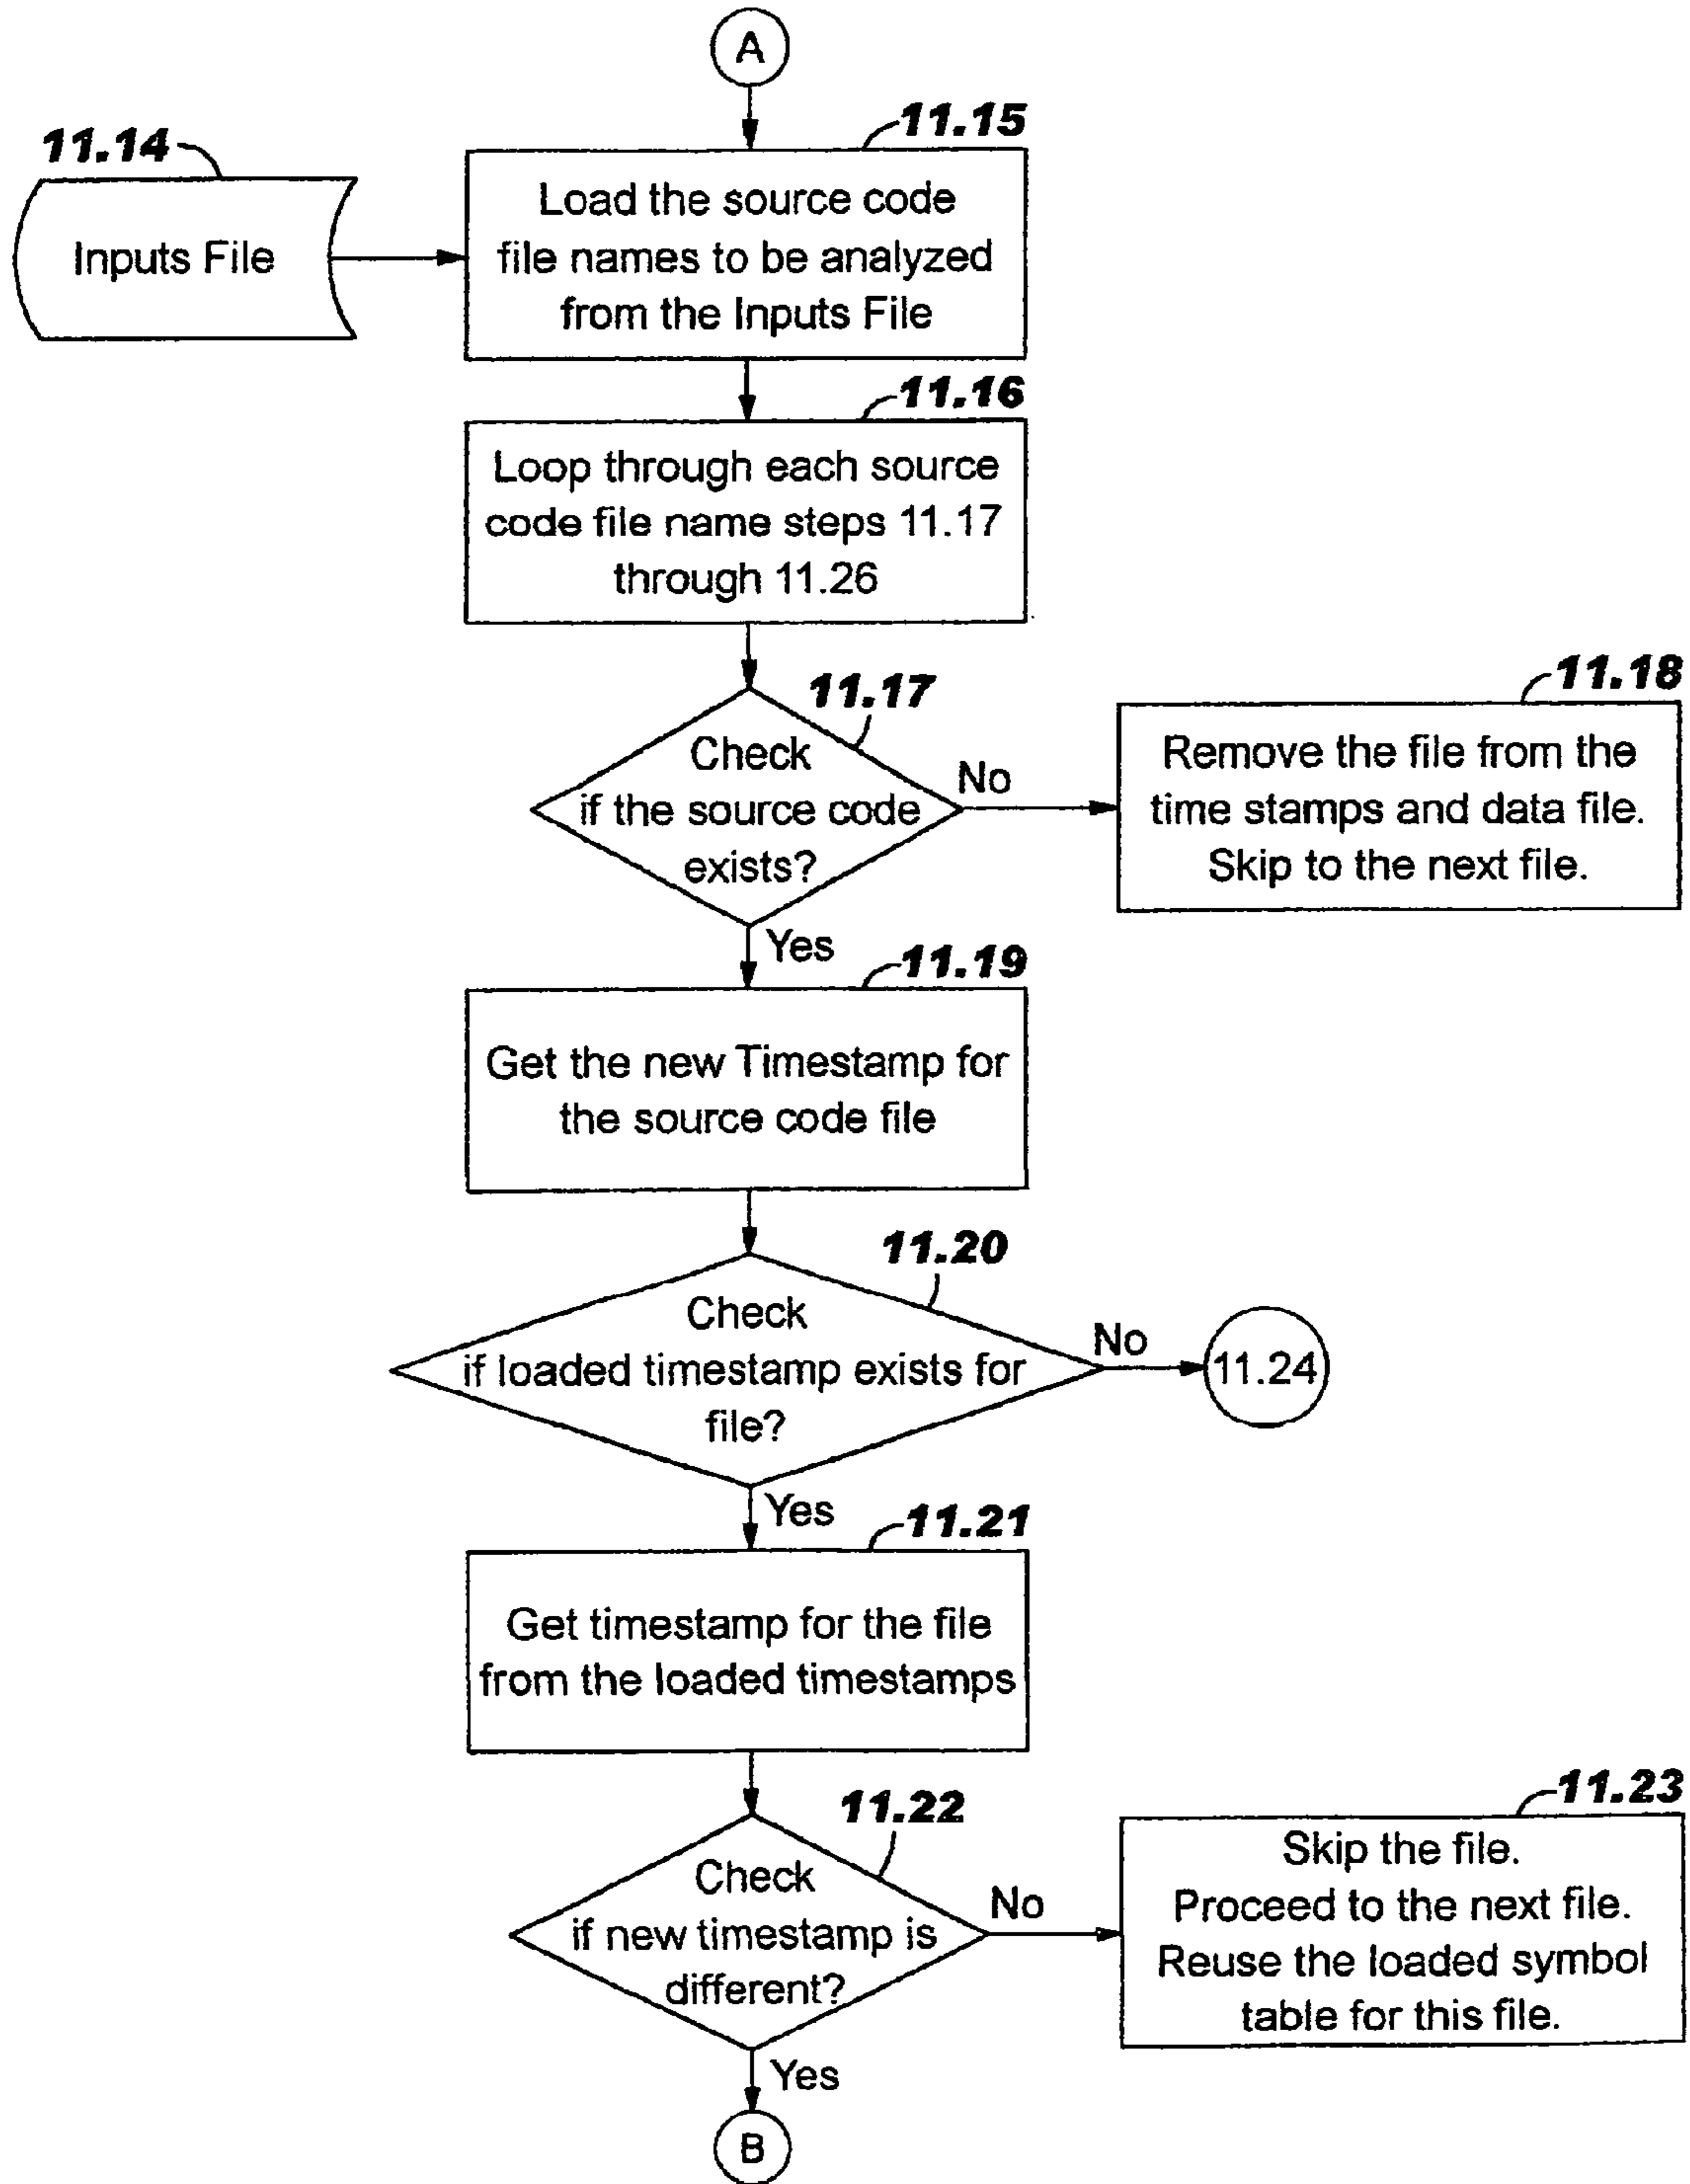 A
11.15
11.14
Load the source code
file names to be analyzed
from the Inputs File
Inputs File
11.16
Loop through each source
code file name steps 11.17
through 11.26
11.17
Check
if the source code
exists?
No
11.18
Remove the file from the
time stamps and data file.
Skip to the next file.
Yes
11.19
Get the new Timestamp for
the source code file
11.20
Check
if loaded timestamp exists for
file?
No
11.24
Yes
11.21
Get timestamp for the file
from the loaded timestamps
11.22
Check
if new timestamp is
different?
No
11.23
Skip the file.
Proceed to the next file.
Reuse the loaded symbol
table for this file.
Yes
B